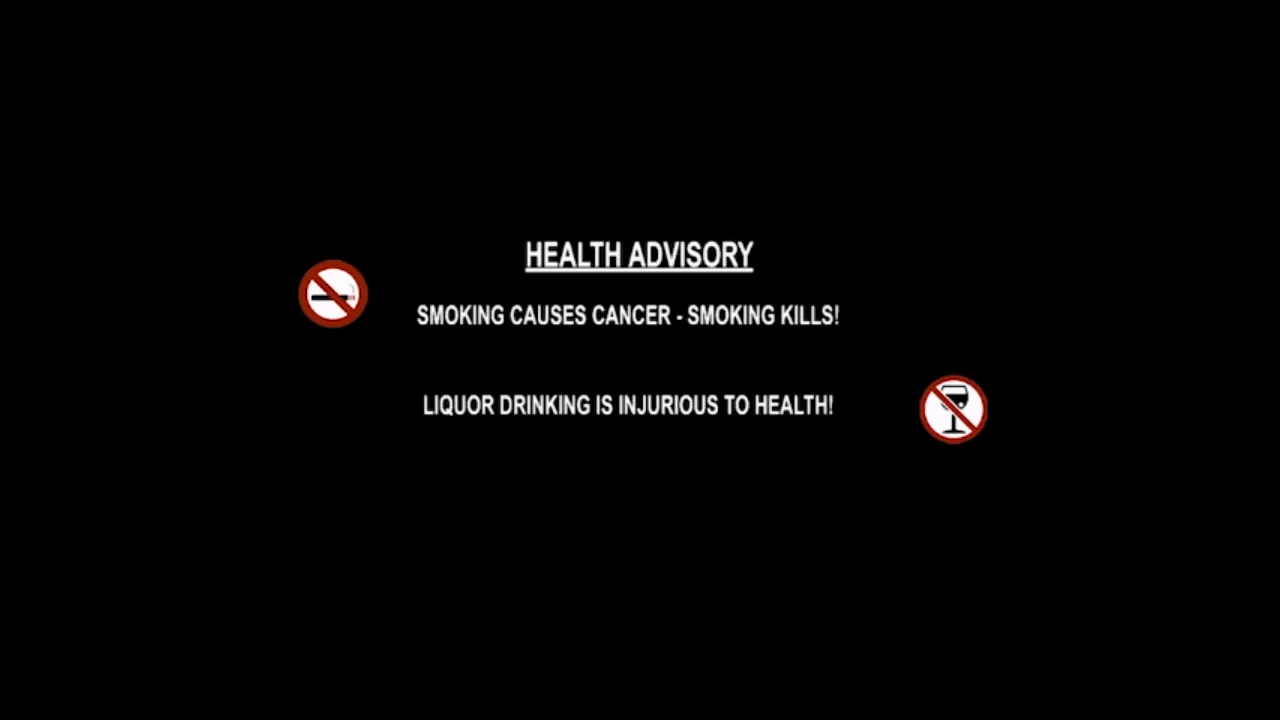 HEALTH ADVISORY
SMOKING CAUSES CANCER - SMOKING KILLS!
LIQUOR DRINKING IS INJURIOUS TO HEALTH!